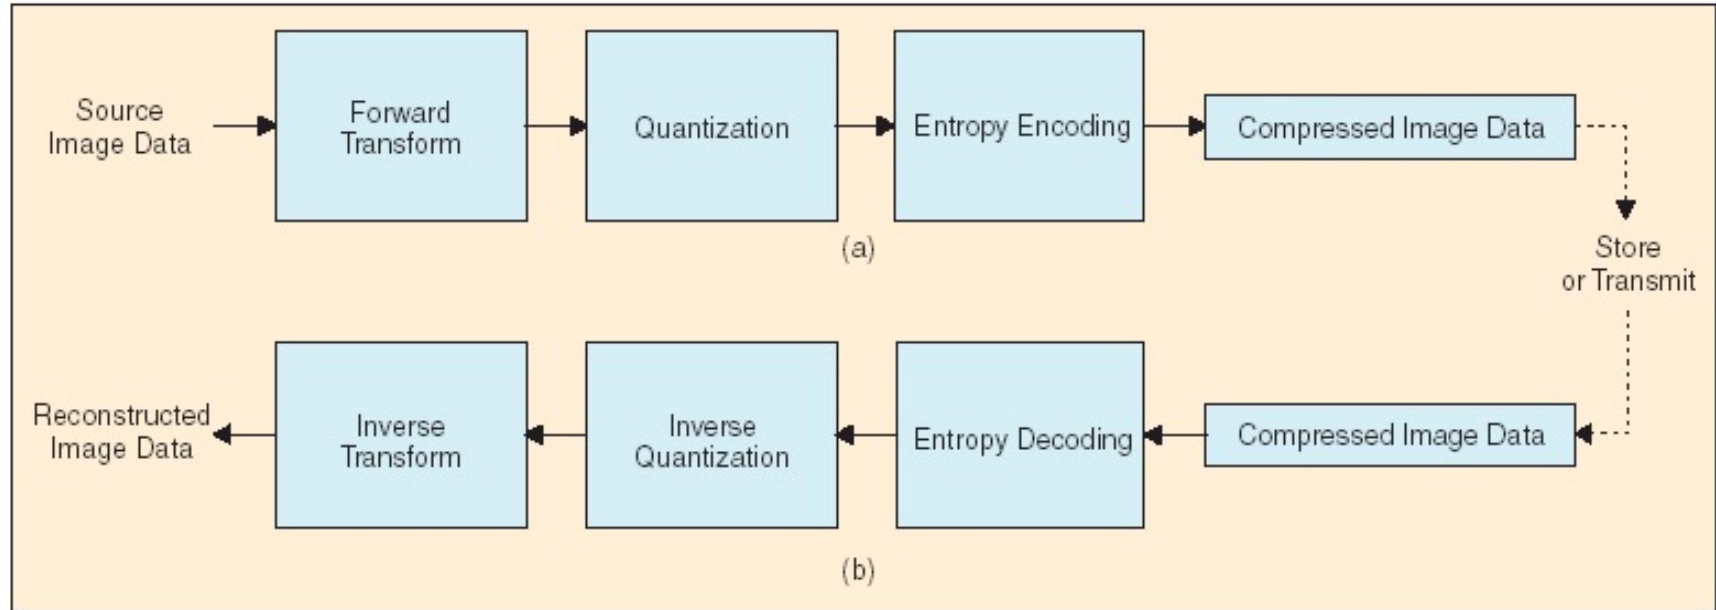 Source
Image Data
Forward
Transform
Quantization
Entropy Encoding
Compressed Image Data
(a)
Store
or Transmit
Reconstructed
Image Data
Inverse
Transform
Inverse
Quantization
Entropy Decoding
Compressed Image Data
(b)